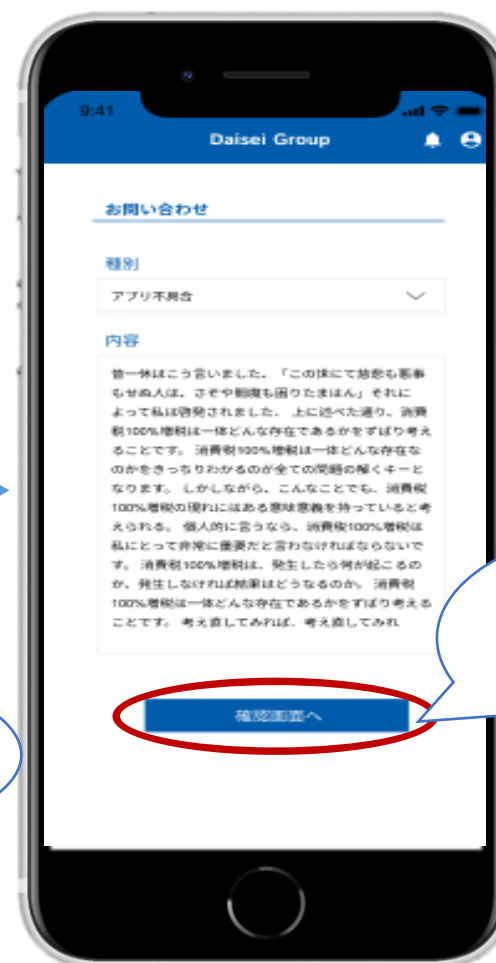 9:41
Daisei Group
お問い合わせ
種別
アプリ不具合
内容
昔一休はこう言いました、「この抹にて慈悲も悪事
もせぬ人は、さぞや閻魔も困りたまはん」それに
よって私は啓発されました、 上に述べた通り、消費
税100%増税は一体どんな存在であるかをずばり考え
ることです。 消費税100%増税は一体どんな存在な
のかをきっちりわかるのが全ての問題の解くキーと
なります。 しかしながら、こんなことでも、消費税
100%増税の現れにはある意味意義を持っていると考
えられる。 個人的に言うなら、消費税100%増税は
私にとって非常に重要だと言わなければならないで
す。 消費税100%増税は、発生したら何が起こるの
か、発生しなければ結果はどうなるのか。 消費税
100%増税は一体どんな存在であるかをずばり考える
ことです。 考え直してみれば、考え直してみれ
確認画面へ